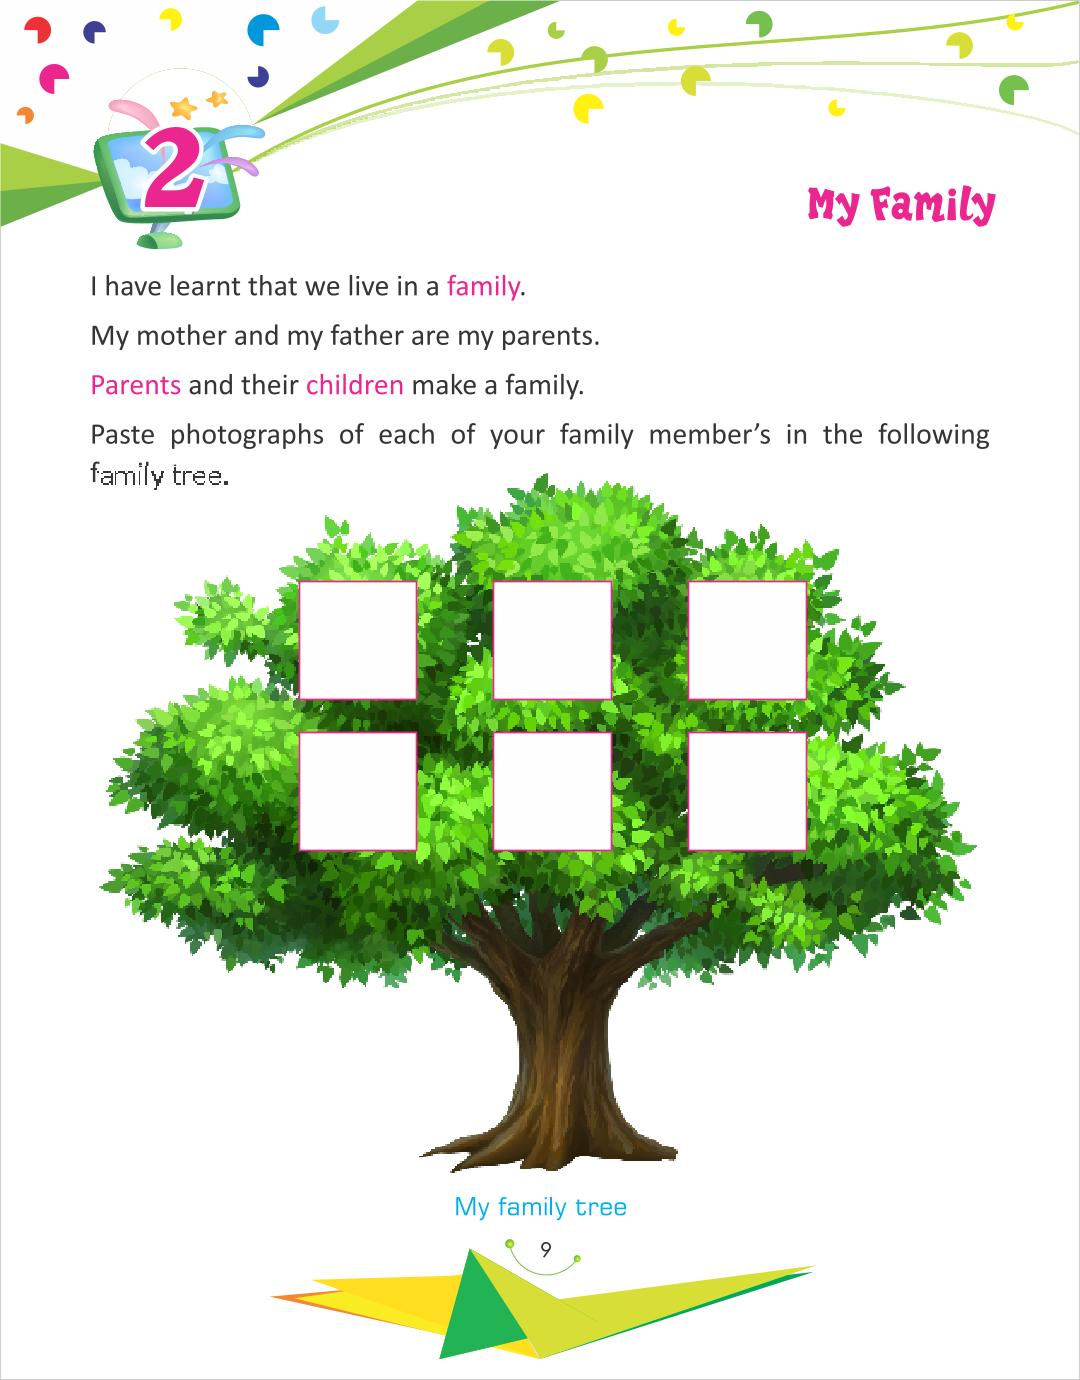 2
My Family
I have learnt that we live in a family.
My mother and my father are my parents.
Parents and their children make a family.
Paste photographs of each of your family member’s in the following
family tree.
My family tree
9